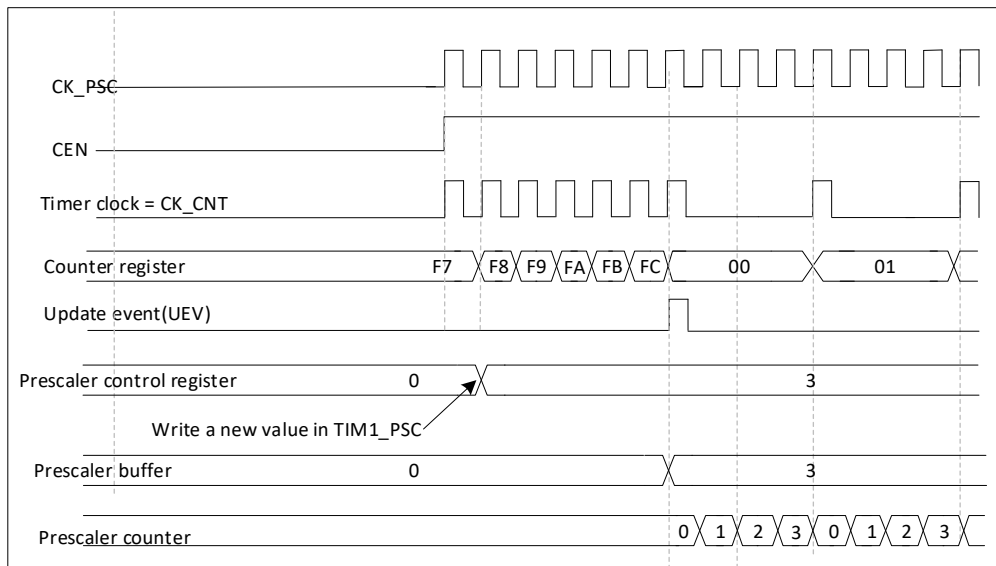 CK_PSC
CEN
Timer clock = CK_CNT
Counter register F7 F8 F9 FA FB FC 00 01
Update event(UEV)
Prescaler control register 0 3
Write a new value in TIM1_PSC
Prescaler buffer 0 3
Prescaler counter 0 1 2 3 0 1 2 3